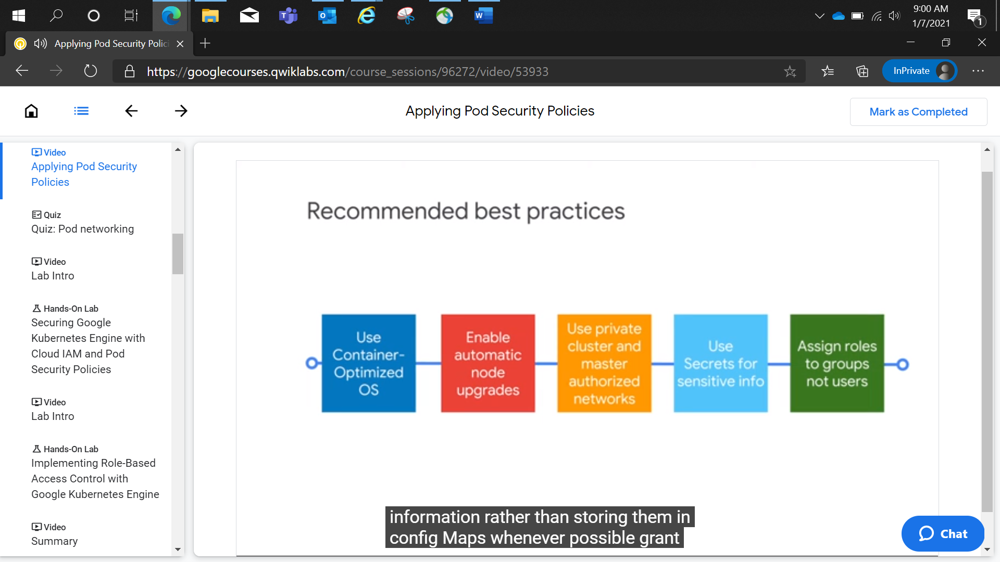 9:00 AM
1/7/2021
1
Applying Pod Security Polici
https://googlecourses.qwiklabs.com/course_sessions/96272/video/53933
InPrivate
Applying Pod Security Policies
Mark as Completed
Video
Applying Pod Security
Policies
Quiz
Quiz: Pod networking
Video
Lab Intro
Hands-On Lab
Securing Google
Kubernetes Engine with
Cloud IAM and Pod
Security Policies
Video
Lab Intro
Hands-On Lab
Implementing Role-Based
Access Control with
Google Kubernetes Engine
Video
Summary
Recommended best practices
Use
Container-
Optimized
OS
Enable
automatic
node
upgrades
Use private
cluster and
master
authorized
networks
Use
Secrets for
sensitive info
Assign roles
to groups
not users
information rather than storing them in
config Maps whenever possible grant
Chat